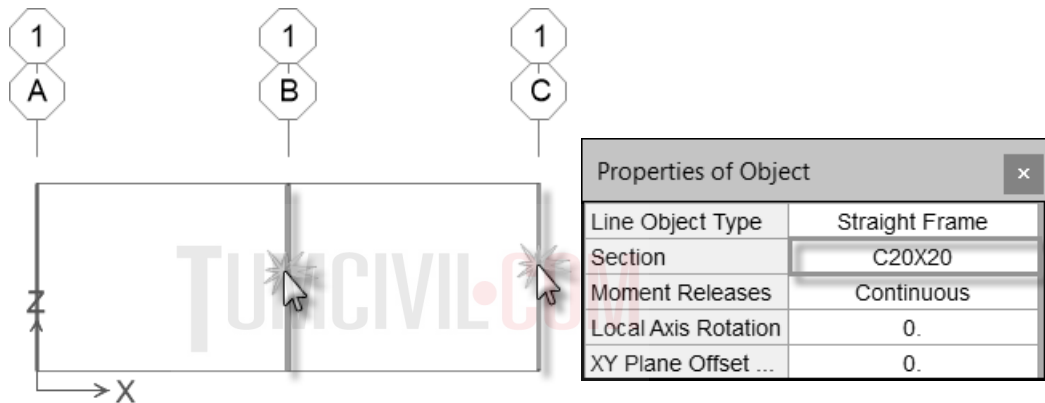 1 1 1
A B C
Z
X
TUMCIVIL.COM
Properties of Object ×
Line Object Type Straight Frame
Section C20X20
Moment Releases Continuous
Local Axis Rotation 0.
XY Plane Offset ... 0.